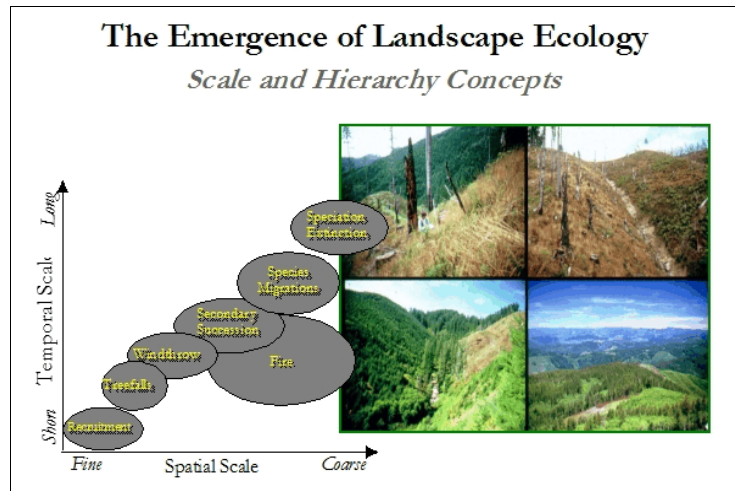 The Emergence of Landscape Ecology
Scale and Hierarchy Concepts
Long
Temporal Scale
Short
Speciation
Extinction
Species
Migrations
Secondary
Succession
Windthrow
Fire
Treefalls
Recruitment
Fine
Spatial Scale
Coarse